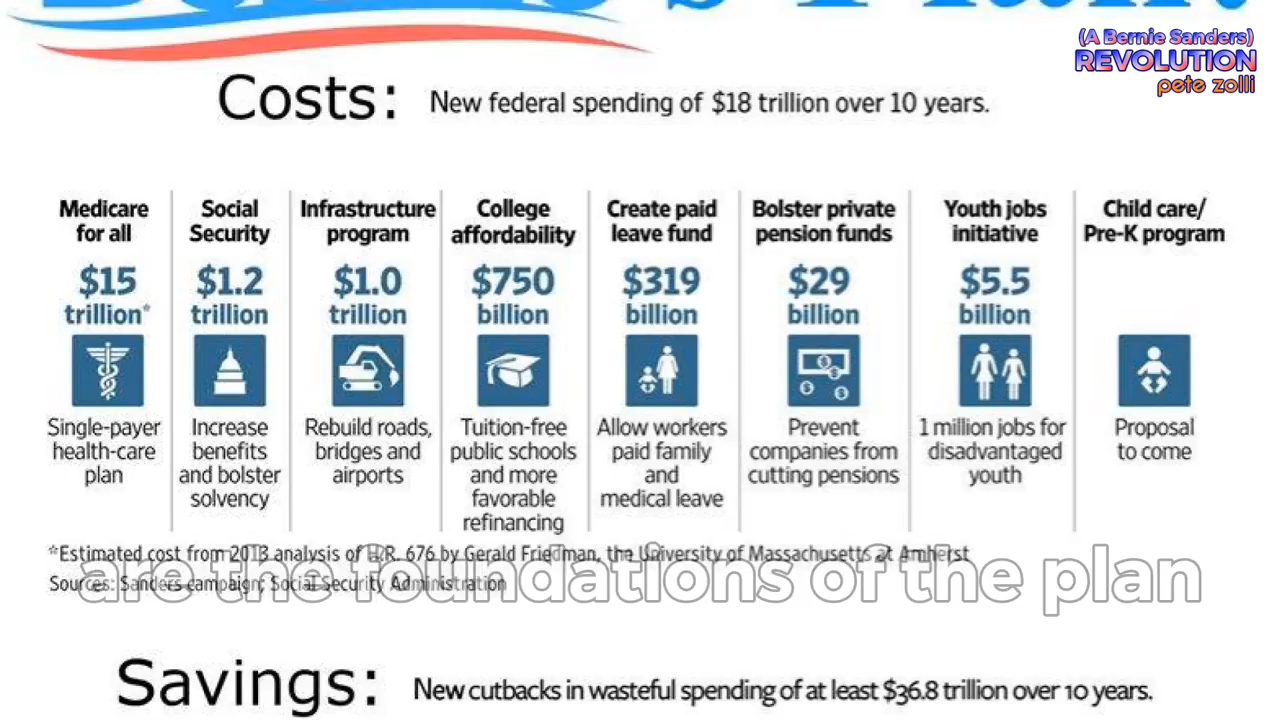 (A Bernie Sanders)
REVOLUTION
pete zolli
Costs: New federal spending of $18 trillion over 10 years.
Medicare for all
$15 trillion*
Single-payer health-care plan
Social Security
$1.2 trillion
Increase benefits and bolster solvency
Infrastructure program
$1.0 trillion
Rebuild roads, bridges and airports
College affordability
$750 billion
Tuition-free public schools and more favorable refinancing
Create paid leave fund
$319 billion
Allow workers paid family and medical leave
Bolster private pension funds
$29 billion
Prevent companies from cutting pensions
Youth jobs initiative
$5.5 billion
1 million jobs for disadvantaged youth
Child care/ Pre-K program
Proposal to come
*Estimated cost from 2013 analysis of H.R. 676 by Gerald Friedman, the University of Massachusetts at Amherst
are the foundations of the plan
Sources: Sanders campaign; Social Security Administration
Savings: New cutbacks in wasteful spending of at least $36.8 trillion over 10 years.